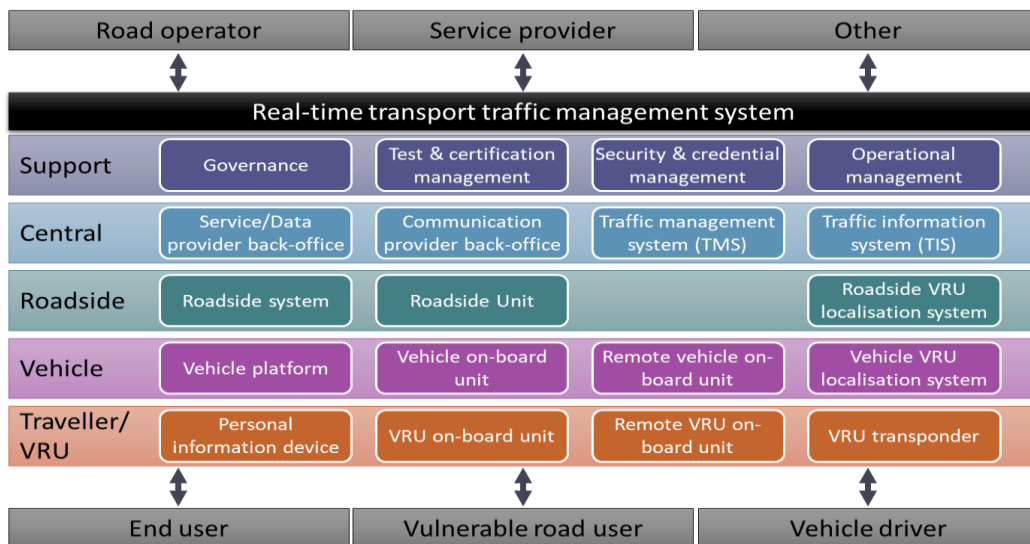 Road operator
Service provider
Other
Real-time transport traffic management system
Support
Governance
Test & certification
management
Security & credential
management
Operational
management
Central
Service/Data
provider back-office
Communication
provider back-office
Traffic management
system (TMS)
Traffic information
system (TIS)
Roadside
Roadside system
Roadside Unit
Roadside VRU
localisation system
Vehicle
Vehicle platform
Vehicle on-board
unit
Remote vehicle on-
board unit
Vehicle VRU
localisation system
Traveller/
VRU
Personal
information device
VRU on-board unit
Remote VRU on-
board unit
VRU transponder
End user
Vulnerable road user
Vehicle driver